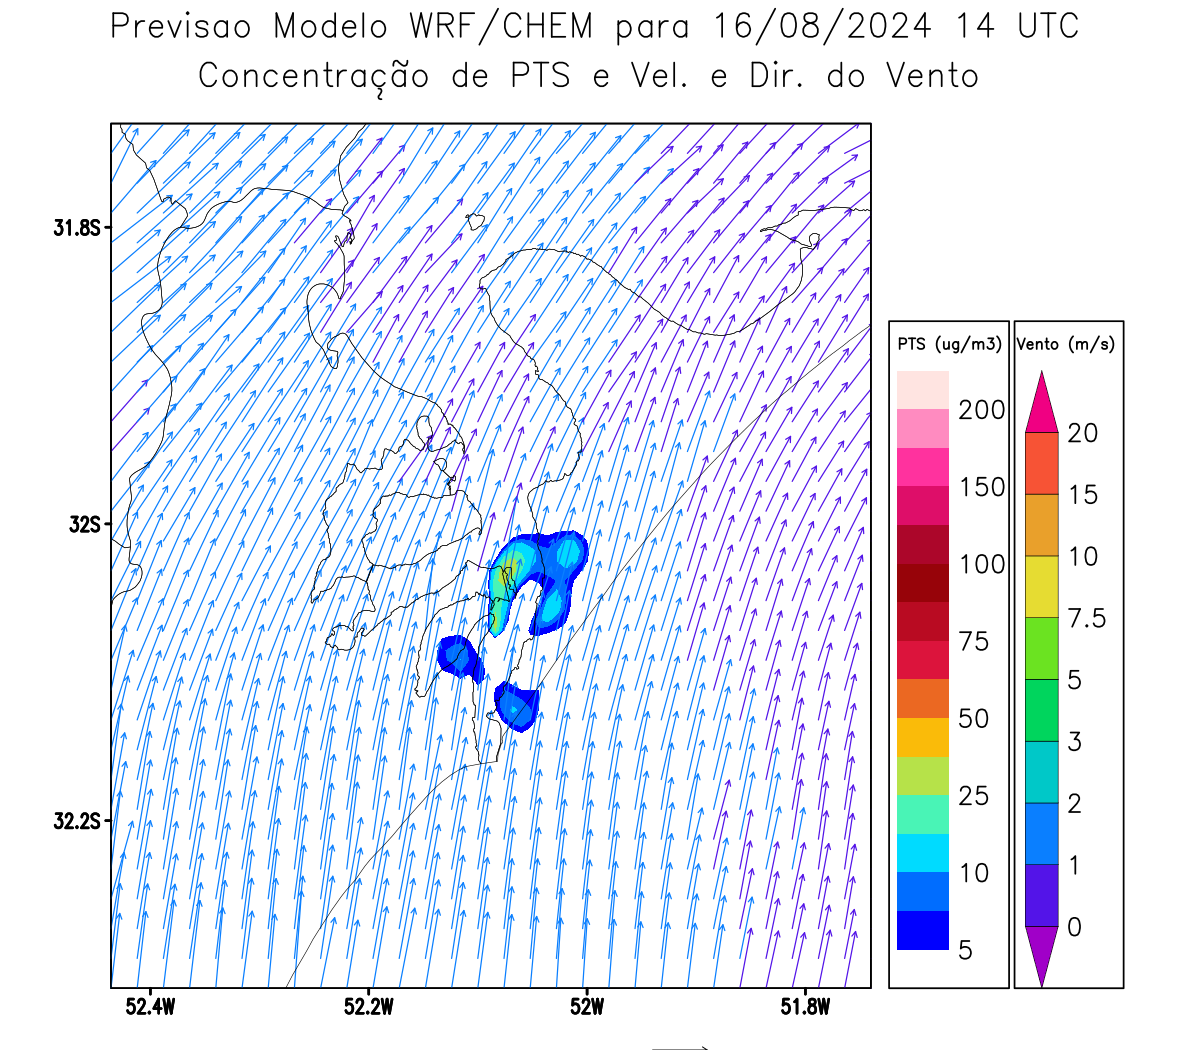 Previsao Modelo WRF/CHEM para 16/08/2024 14 UTC
Concentração de PTS e Vel. e Dir. do Vento
31.8S
32S
32.2S
52.4W 52.2W 52W 51.8W
PTS (ug/m3)
200
150
100
75
50
25
10
5
Vento (m/s)
20
15
10
7.5
5
3
2
1
0